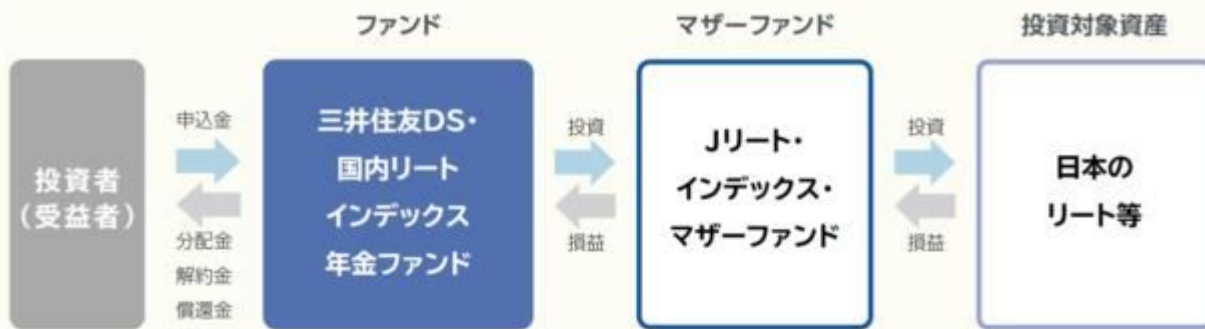 ファンド
マザーファンド
投資対象資産
投資者
(受益者)
申込金
分配金
解約金
償還金
三井住友DS・
国内リート
インデックス
年金ファンド
投資
損益
Jリート・
インデックス・
マザーファンド
投資
損益
日本の
リート等